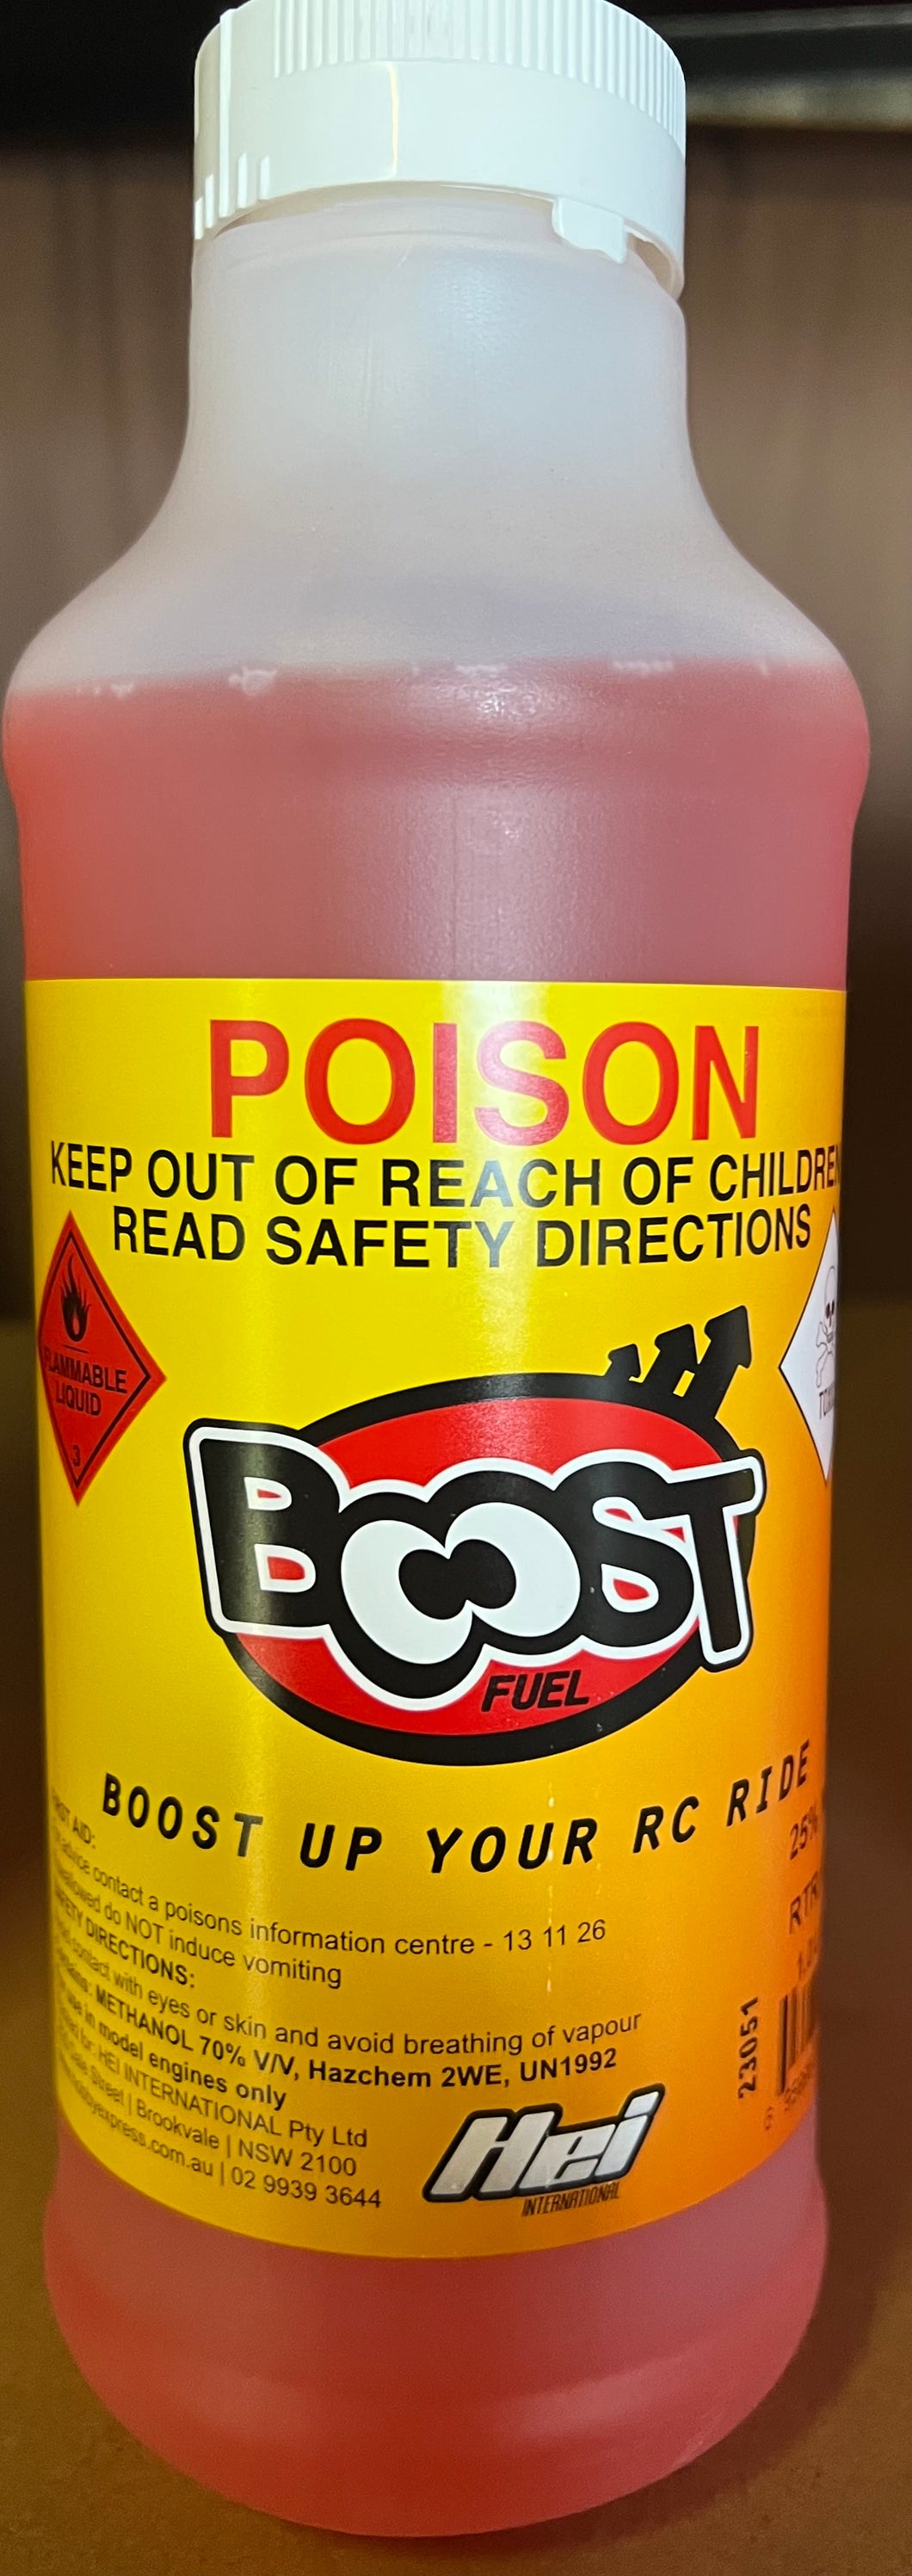 POISON
KEEP OUT OF REACH OF CHILDREN
READ SAFETY DIRECTIONS
FLAMMABLE
LIQUID
3
BOOST
FUEL
BOOST UP YOUR RC RIDE
25%
AID:
contact a poisons information centre - 13 11 26
do NOT induce vomiting
DIRECTIONS:
contact with eyes or skin and avoid breathing of vapour
METHANOL 70% V/V, Hazchem 2WE, UN1992
in model engines only
HEI INTERNATIONAL Pty Ltd
Street | Brookvale | NSW 2100
.com.au | 02 9939 3644
Hei
INTERNATIONAL
23051